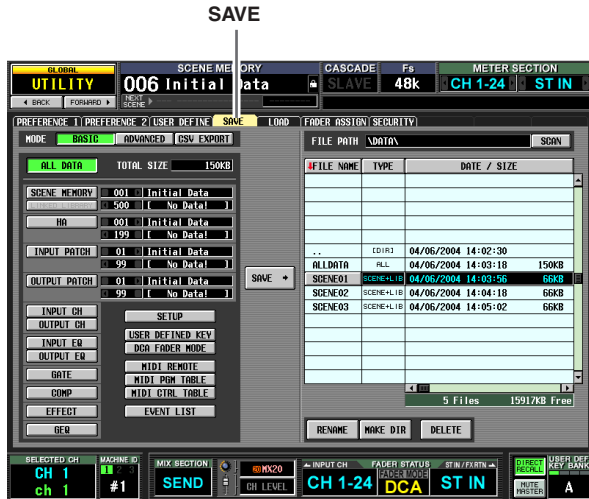 SAVE
GLOBAL
UTILITY
BACK FORWARD
SCENE MEMORY
006 Initial Data
NEXT SCENE
CASCADE
SLAVE
Fs
48k
METER SECTION
CH 1-24 ST IN
PREFERENCE 1 PREFERENCE 2 USER DEFINE SAVE LOAD FADER ASSIGN SECURITY
MODE BASIC ADVANCED CSV EXPORT
FILE PATH \DATA\ SCAN
ALL DATA TOTAL SIZE 150KB
FILE NAME TYPE DATE / SIZE
SCENE MEMORY 001 Initial Data
LINKED LIBRARY 500 [ No Data! ]
HA 001 Initial Data
199 [ No Data! ]
INPUT PATCH 01 Initial Data
99 [ No Data! ]
OUTPUT PATCH 01 Initial Data
99 [ No Data! ]
SAVE
.. [DIR] 04/06/2004 14:02:30
ALLDATA ALL 04/06/2004 14:03:18 150KB
SCENE01 SCENE+LIB 04/06/2004 14:03:56 66KB
SCENE02 SCENE+LIB 04/06/2004 14:04:18 66KB
SCENE03 SCENE+LIB 04/06/2004 14:05:02 66KB
INPUT CH
OUTPUT CH
INPUT EQ
OUTPUT EQ
GATE
COMP
EFFECT
GEQ
SETUP
USER DEFINED KEY
DCA FADER MODE
MIDI REMOTE
MIDI PGM TABLE
MIDI CTRL TABLE
EVENT LIST
5 Files 15917KB Free
RENAME MAKE DIR DELETE
SELECTED CH
CH 1
ch 1
MACHINE ID
1 2 3
#1
MIX SECTION
SEND
MX20
CH LEVEL
INPUT CH FADER STATUS ST IN / FX RTN
CH 1-24
FADER MODE
DCA
ST IN
DIRECT RECALL
MUTE MASTER
USER DEF
KEY BANK
A